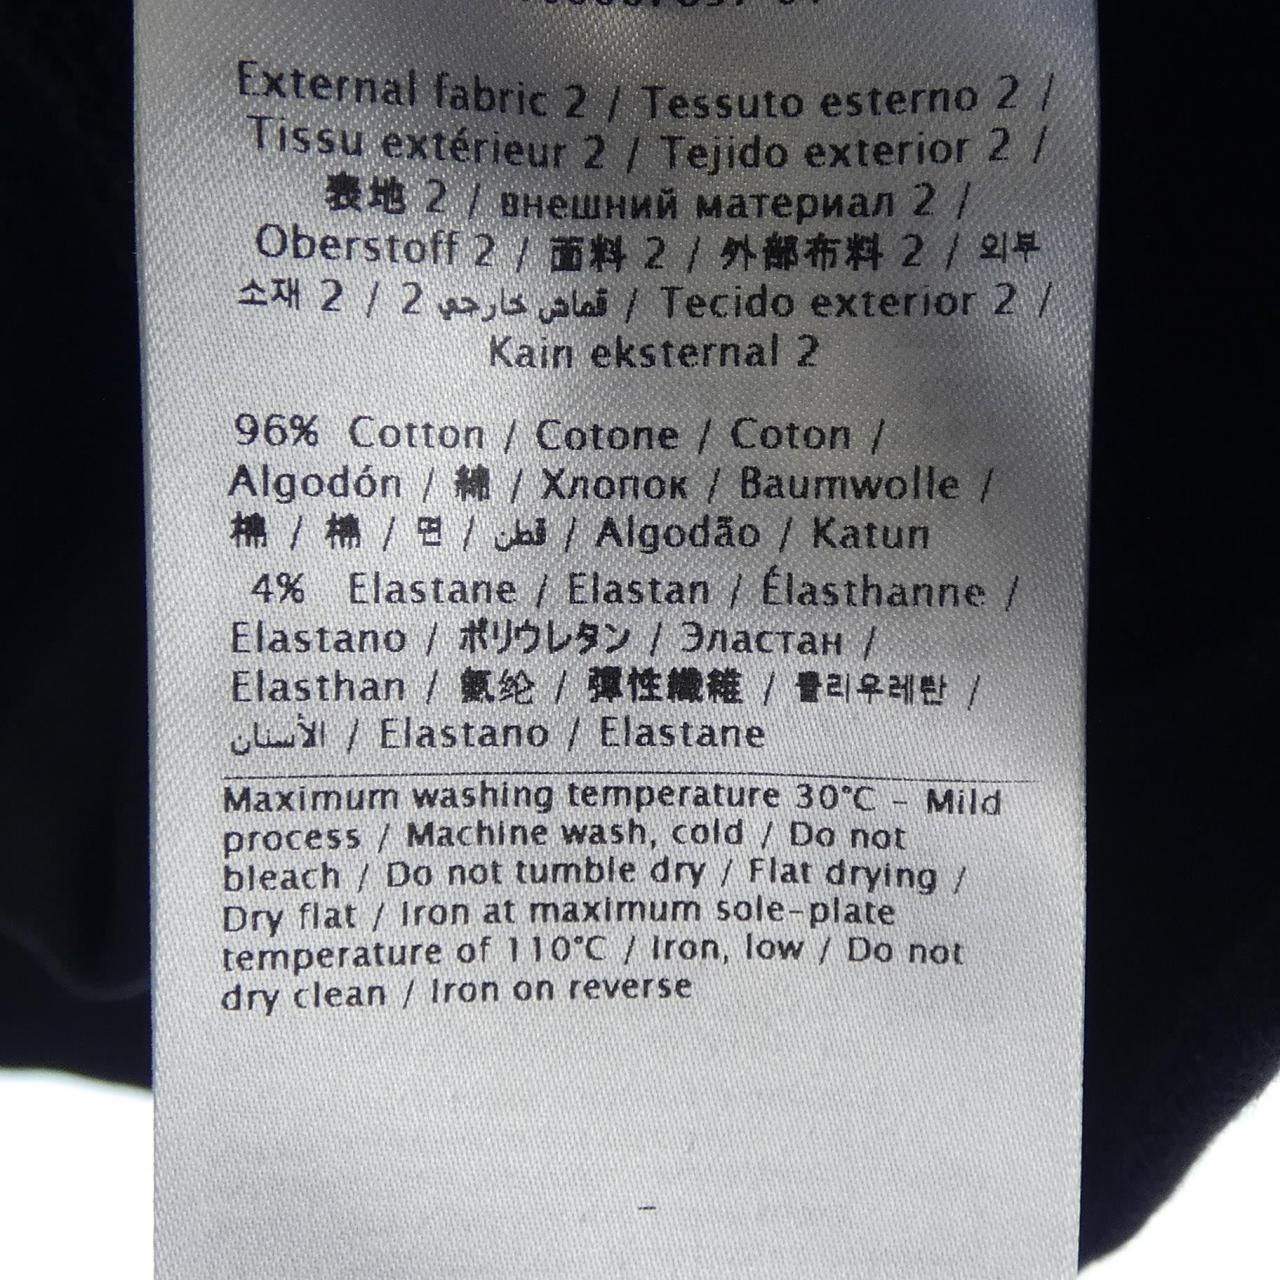 External fabric 2 / Tessuto esterno 2 /
Tissu extérieur 2 / Tejido exterior 2 /
表地 2 / внешний материал 2 /
Oberstoff 2 / 面料 2 / 外部布料 2 / 외부
소재 2 / 2 قماش خارجي / Tecido exterior 2 /
Kain eksternal 2
96% Cotton / Cotone / Coton /
Algodón / 綿 / Хлопок / Baumwolle /
棉 / 棉 / 면 / قطن / Algodão / Katun
4% Elastane / Elastan / Élasthanne /
Elastano / ポリウレタン / Эластан /
Elasthan / 氨纶 / 彈性纖維 / 폴리우레탄 /
الأستان / Elastano / Elastane
Maximum washing temperature 30°C - Mild
process / Machine wash, cold / Do not
bleach / Do not tumble dry / Flat drying /
Dry flat / Iron at maximum sole-plate
temperature of 110°C / Iron, low / Do not
dry clean / Iron on reverse
-